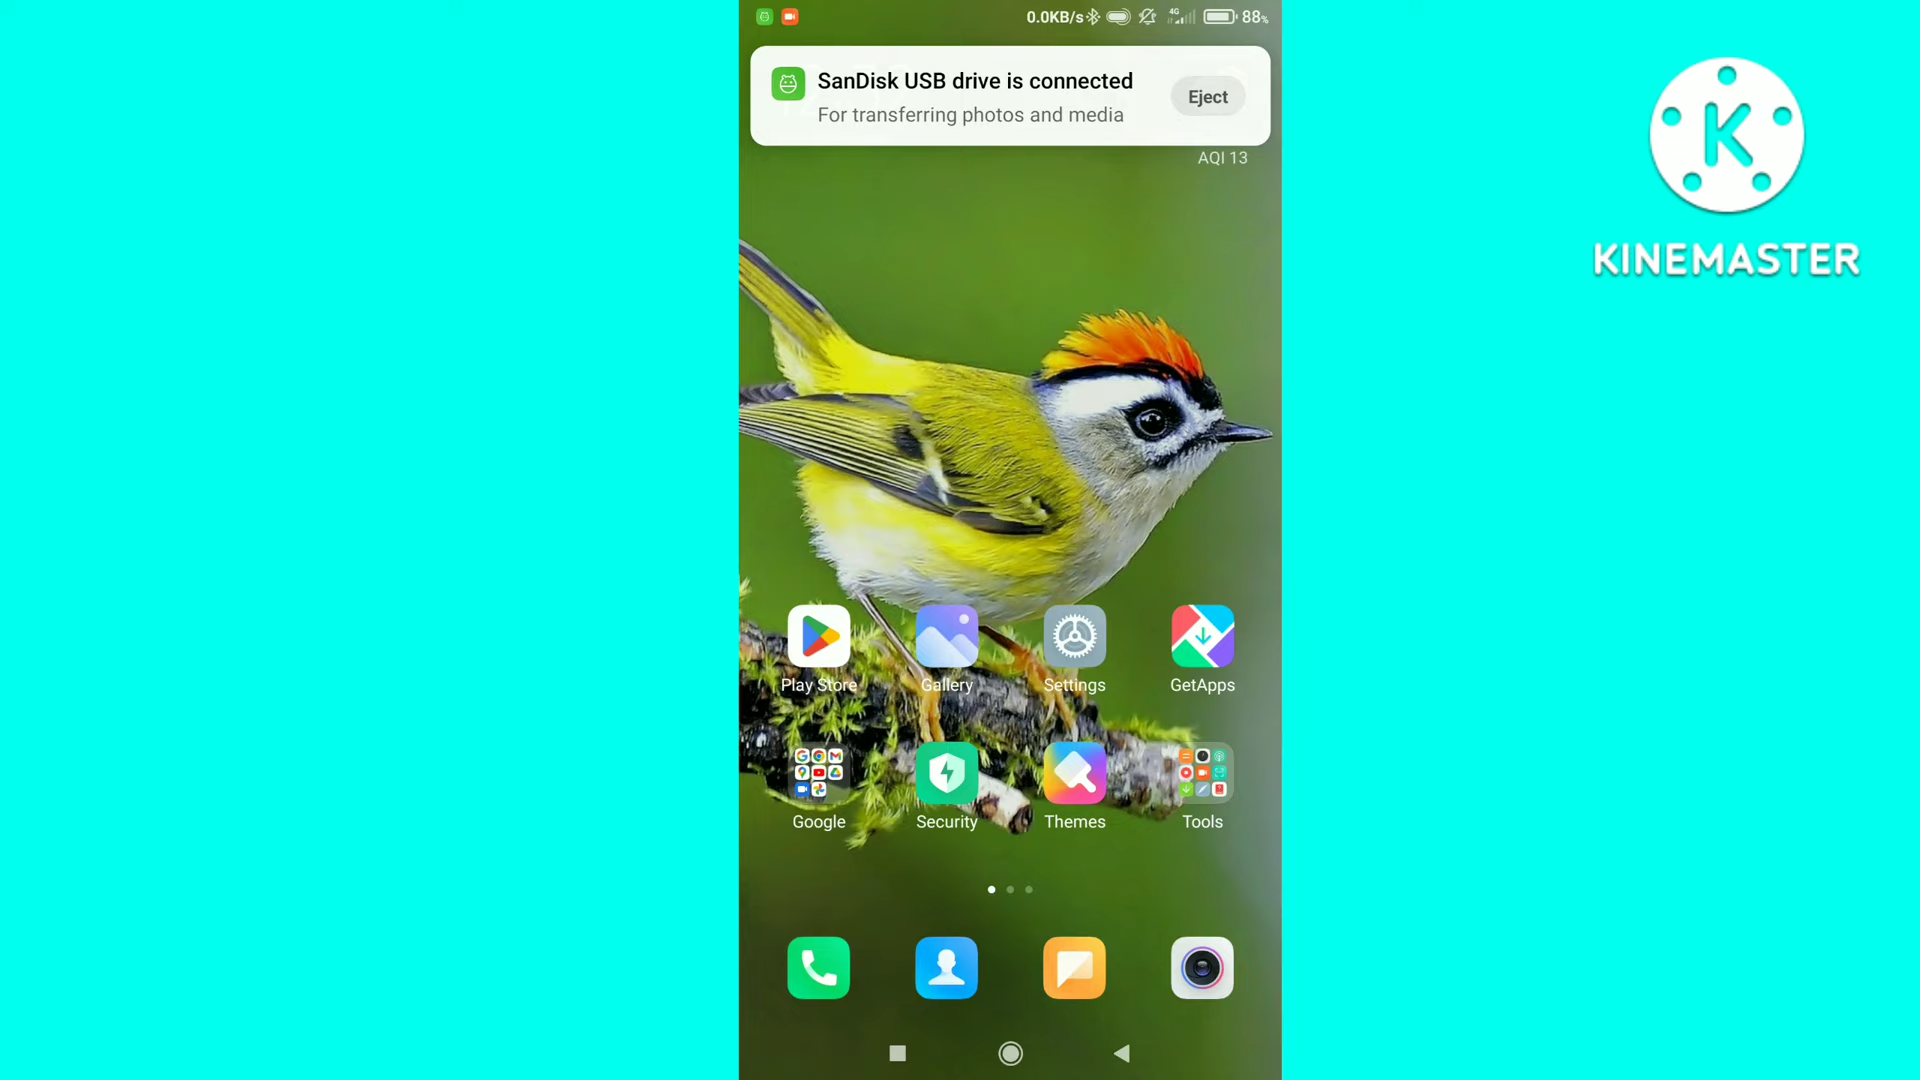 0.0KB/s 4G 88%
SanDisk USB drive is connected
For transferring photos and media
Eject
AQI 13
K
KINEMASTER
Play Store Gallery Settings GetApps
Google Security Themes Tools